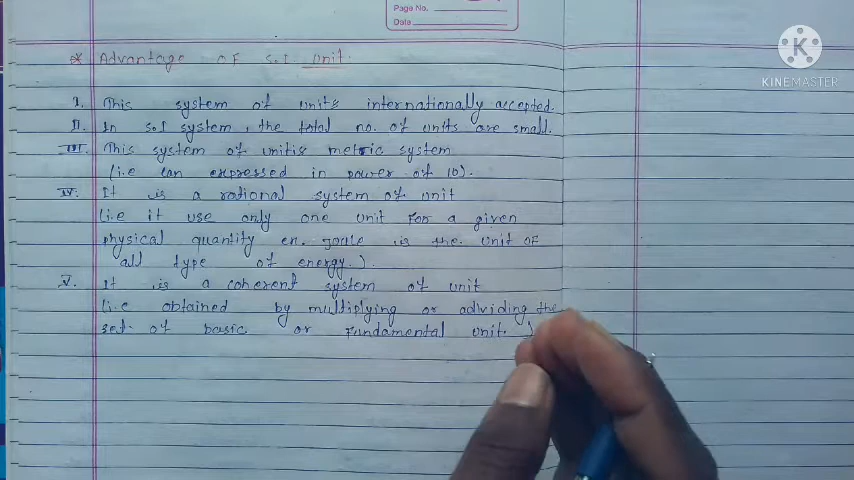 Page No.
Date
KINEMASTER
* Advantage OF S.I Unit.
I. This system of units internationally accepted.
II. In S.I system, the total no. of units are small.
III. This system of unitis metric system
(i.e can expressed in power of 10).
IV. It is a rational system of unit
(i.e it use only one unit for a given
physical quantity en. Joule is the unit of
all type of energy.)
V. It is a coherent system of unit
(i.e obtained by multiplying or adividing the
set of basic or Fundamental unit. )